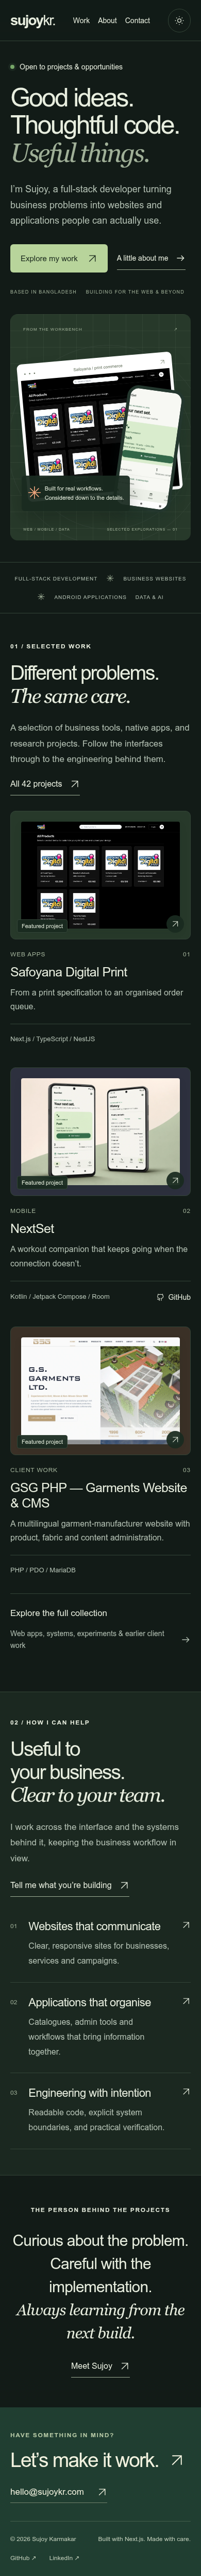 sujoykr.
Work About Contact
Open to projects & opportunities
Good ideas.
Thoughtful code.
Useful things.
I’m Sujoy, a full-stack developer turning
business problems into websites and
applications people can actually use.
Explore my work
A little about me →
BASED IN BANGLADESH BUILDING FOR THE WEB & BEYOND
FROM THE WORKBENCH
Safoyana / print commerce
All Products
Built for real workflows.
Considered down to the details.
WEB / MOBILE / DATA
SELECTED EXPLORATIONS — 01
FULL-STACK DEVELOPMENT BUSINESS WEBSITES
ANDROID APPLICATIONS DATA & AI
01 / SELECTED WORK
Different problems.
The same care.
A selection of business tools, native apps, and
research projects. Follow the interfaces
through to the engineering behind them.
All 42 projects
All Products
Featured project
WEB APPS 01
Safoyana Digital Print
From a print specification to an organised order
queue.
Next.js / TypeScript / NestJS
Featured project
MOBILE 02
NextSet
A workout companion that keeps going when the
connection doesn’t.
Kotlin / Jetpack Compose / Room GitHub
G.S.
GARMENTS
LTD.
Featured project
CLIENT WORK 03
GSG PHP — Garments Website
& CMS
A multilingual garment-manufacturer website with
product, fabric and content administration.
PHP / PDO / MariaDB
Explore the full collection
Web apps, systems, experiments & earlier client
work →
02 / HOW I CAN HELP
Useful to
your business.
Clear to your team.
I work across the interface and the systems
behind it, keeping the business workflow in
view.
Tell me what you’re building
01 Websites that communicate
Clear, responsive sites for businesses,
services and campaigns.
02 Applications that organise
Catalogues, admin tools and
workflows that bring information
together.
03 Engineering with intention
Readable code, explicit system
boundaries, and practical verification.
THE PERSON BEHIND THE PROJECTS
Curious about the problem.
Careful with the
implementation.
Always learning from the
next build.
Meet Sujoy
HAVE SOMETHING IN MIND?
Let’s make it work.
hello@sujoykr.com
© 2026 Sujoy Karmakar Built with Next.js. Made with care.
GitHub ↗ LinkedIn ↗